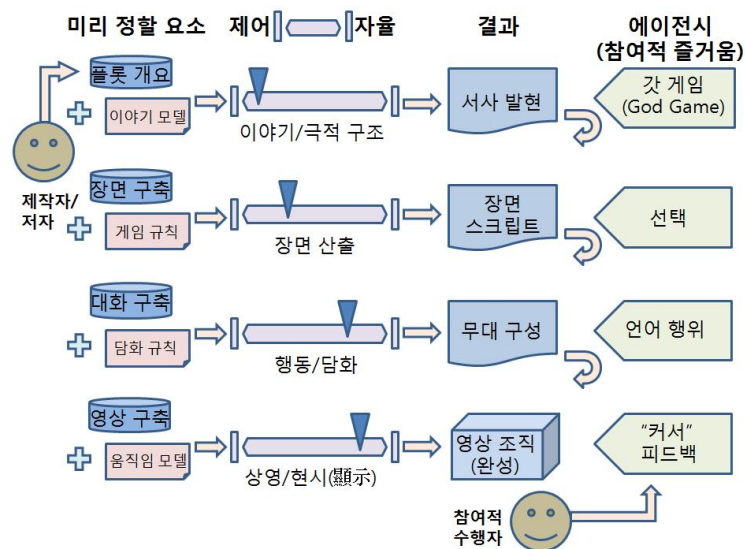 미리 정할 요소
제어
자율
결과
에이전시
(참여적 즐거움)
플롯 개요
이야기 모델
이야기/극적 구조
서사 발현
갓 게임
(God Game)
제작자/
저자
장면 구축
게임 규칙
장면 산출
장면
스크립트
선택
대화 구축
담화 규칙
행동/담화
무대 구성
언어 행위
영상 구축
움직임 모델
상영/현시(顯示)
영상 조직
(완성)
“커서”
피드백
참여적
수행자